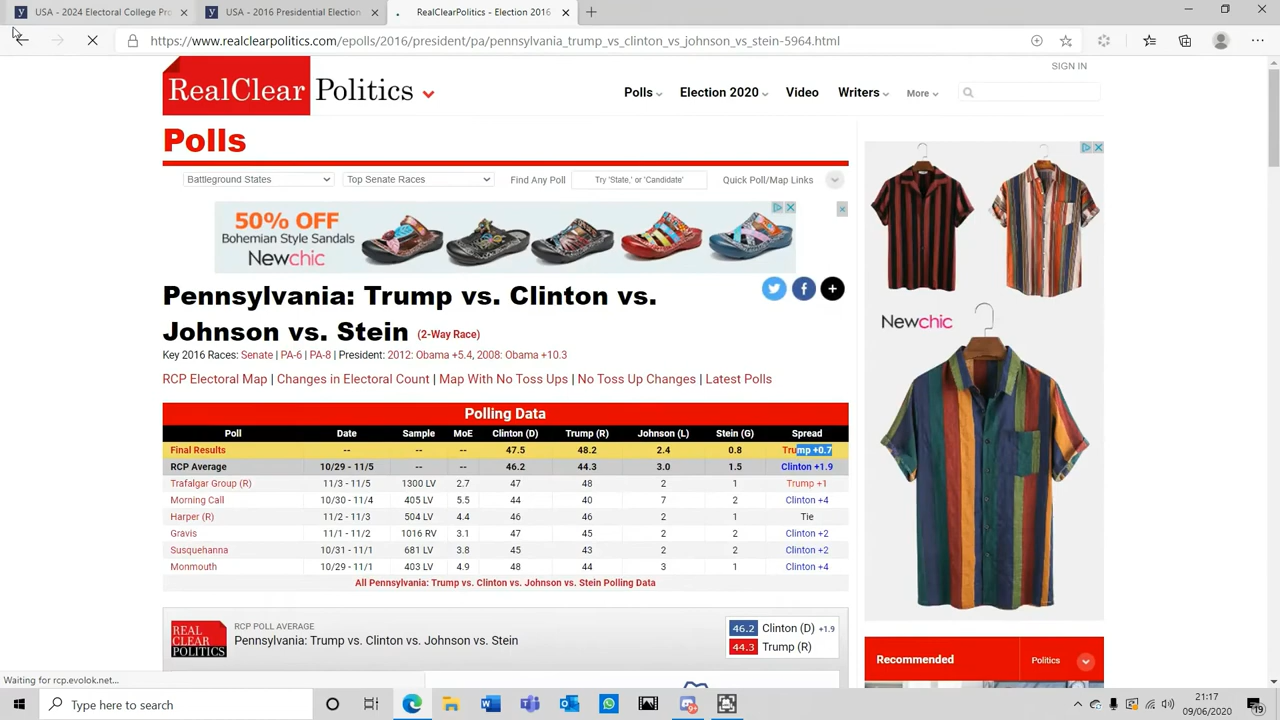 USA - 2024 Electoral College Pro
USA - 2016 Presidential Election
RealClearPolitics - Election 2016
https://www.realclearpolitics.com/epolls/2016/president/pa/pennsylvania_trump_vs_clinton_vs_johnson_vs_stein-5964.html
SIGN IN
RealClear Politics
Polls Election 2020 Video Writers More
Polls
Battleground States Top Senate Races Find Any Poll Try 'State,' or 'Candidate' Quick Poll/Map Links
50% OFF
Bohemian Style Sandals
Newchic
Pennsylvania: Trump vs. Clinton vs.
Johnson vs. Stein (2-Way Race)
Key 2016 Races: Senate | PA-6 | PA-8 | President: 2012: Obama +5.4, 2008: Obama +10.3
RCP Electoral Map | Changes in Electoral Count | Map With No Toss Ups | No Toss Up Changes | Latest Polls
Polling Data
Poll Date Sample MoE Clinton (D) Trump (R) Johnson (L) Stein (G) Spread
Final Results -- -- -- 47.5 48.2 2.4 0.8 Trump +0.7
RCP Average 10/29 - 11/5 -- -- 46.2 44.3 3.0 1.5 Clinton +1.9
Trafalgar Group (R) 11/3 - 11/5 1300 LV 2.7 47 48 2 1 Trump +1
Morning Call 10/30 - 11/4 405 LV 5.5 44 40 7 2 Clinton +4
Harper (R) 11/2 - 11/3 504 LV 4.4 46 46 2 1 Tie
Gravis 11/1 - 11/2 1016 RV 3.1 47 45 2 2 Clinton +2
Susquehanna 10/31 - 11/1 681 LV 3.8 45 43 2 2 Clinton +2
Monmouth 10/29 - 11/1 403 LV 4.9 48 44 3 1 Clinton +4
All Pennsylvania: Trump vs. Clinton vs. Johnson vs. Stein Polling Data
REAL
CLEAR
POLITICS
RCP POLL AVERAGE
Pennsylvania: Trump vs. Clinton vs. Johnson vs. Stein
46.2 Clinton (D) +1.9
44.3 Trump (R)
Newchic
Recommended Politics
Waiting for rcp.evolok.net...
Type here to search
21:17
09/06/2020
19